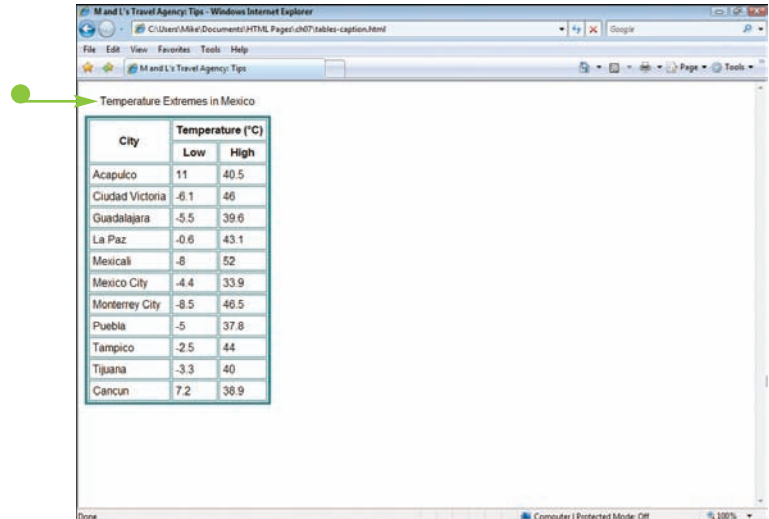 M and L's Travel Agency: Tips - Windows Internet Explorer
C:\Users\Mike\Documents\HTML Pages\ch07\tables-caption.html
Google
File Edit View Favorites Tools Help
M and L's Travel Agency: Tips
Page Tools
Temperature Extremes in Mexico
City Temperature (°C)
Low High
Acapulco 11 40.5
Ciudad Victoria -6.1 46
Guadalajara -5.5 39.6
La Paz -0.6 43.1
Mexicali -8 52
Mexico City -4.4 33.9
Monterrey City -8.5 46.5
Puebla -5 37.8
Tampico -2.5 44
Tijuana -3.3 40
Cancun 7.2 38.9
Done Computer | Protected Mode: Off 100%